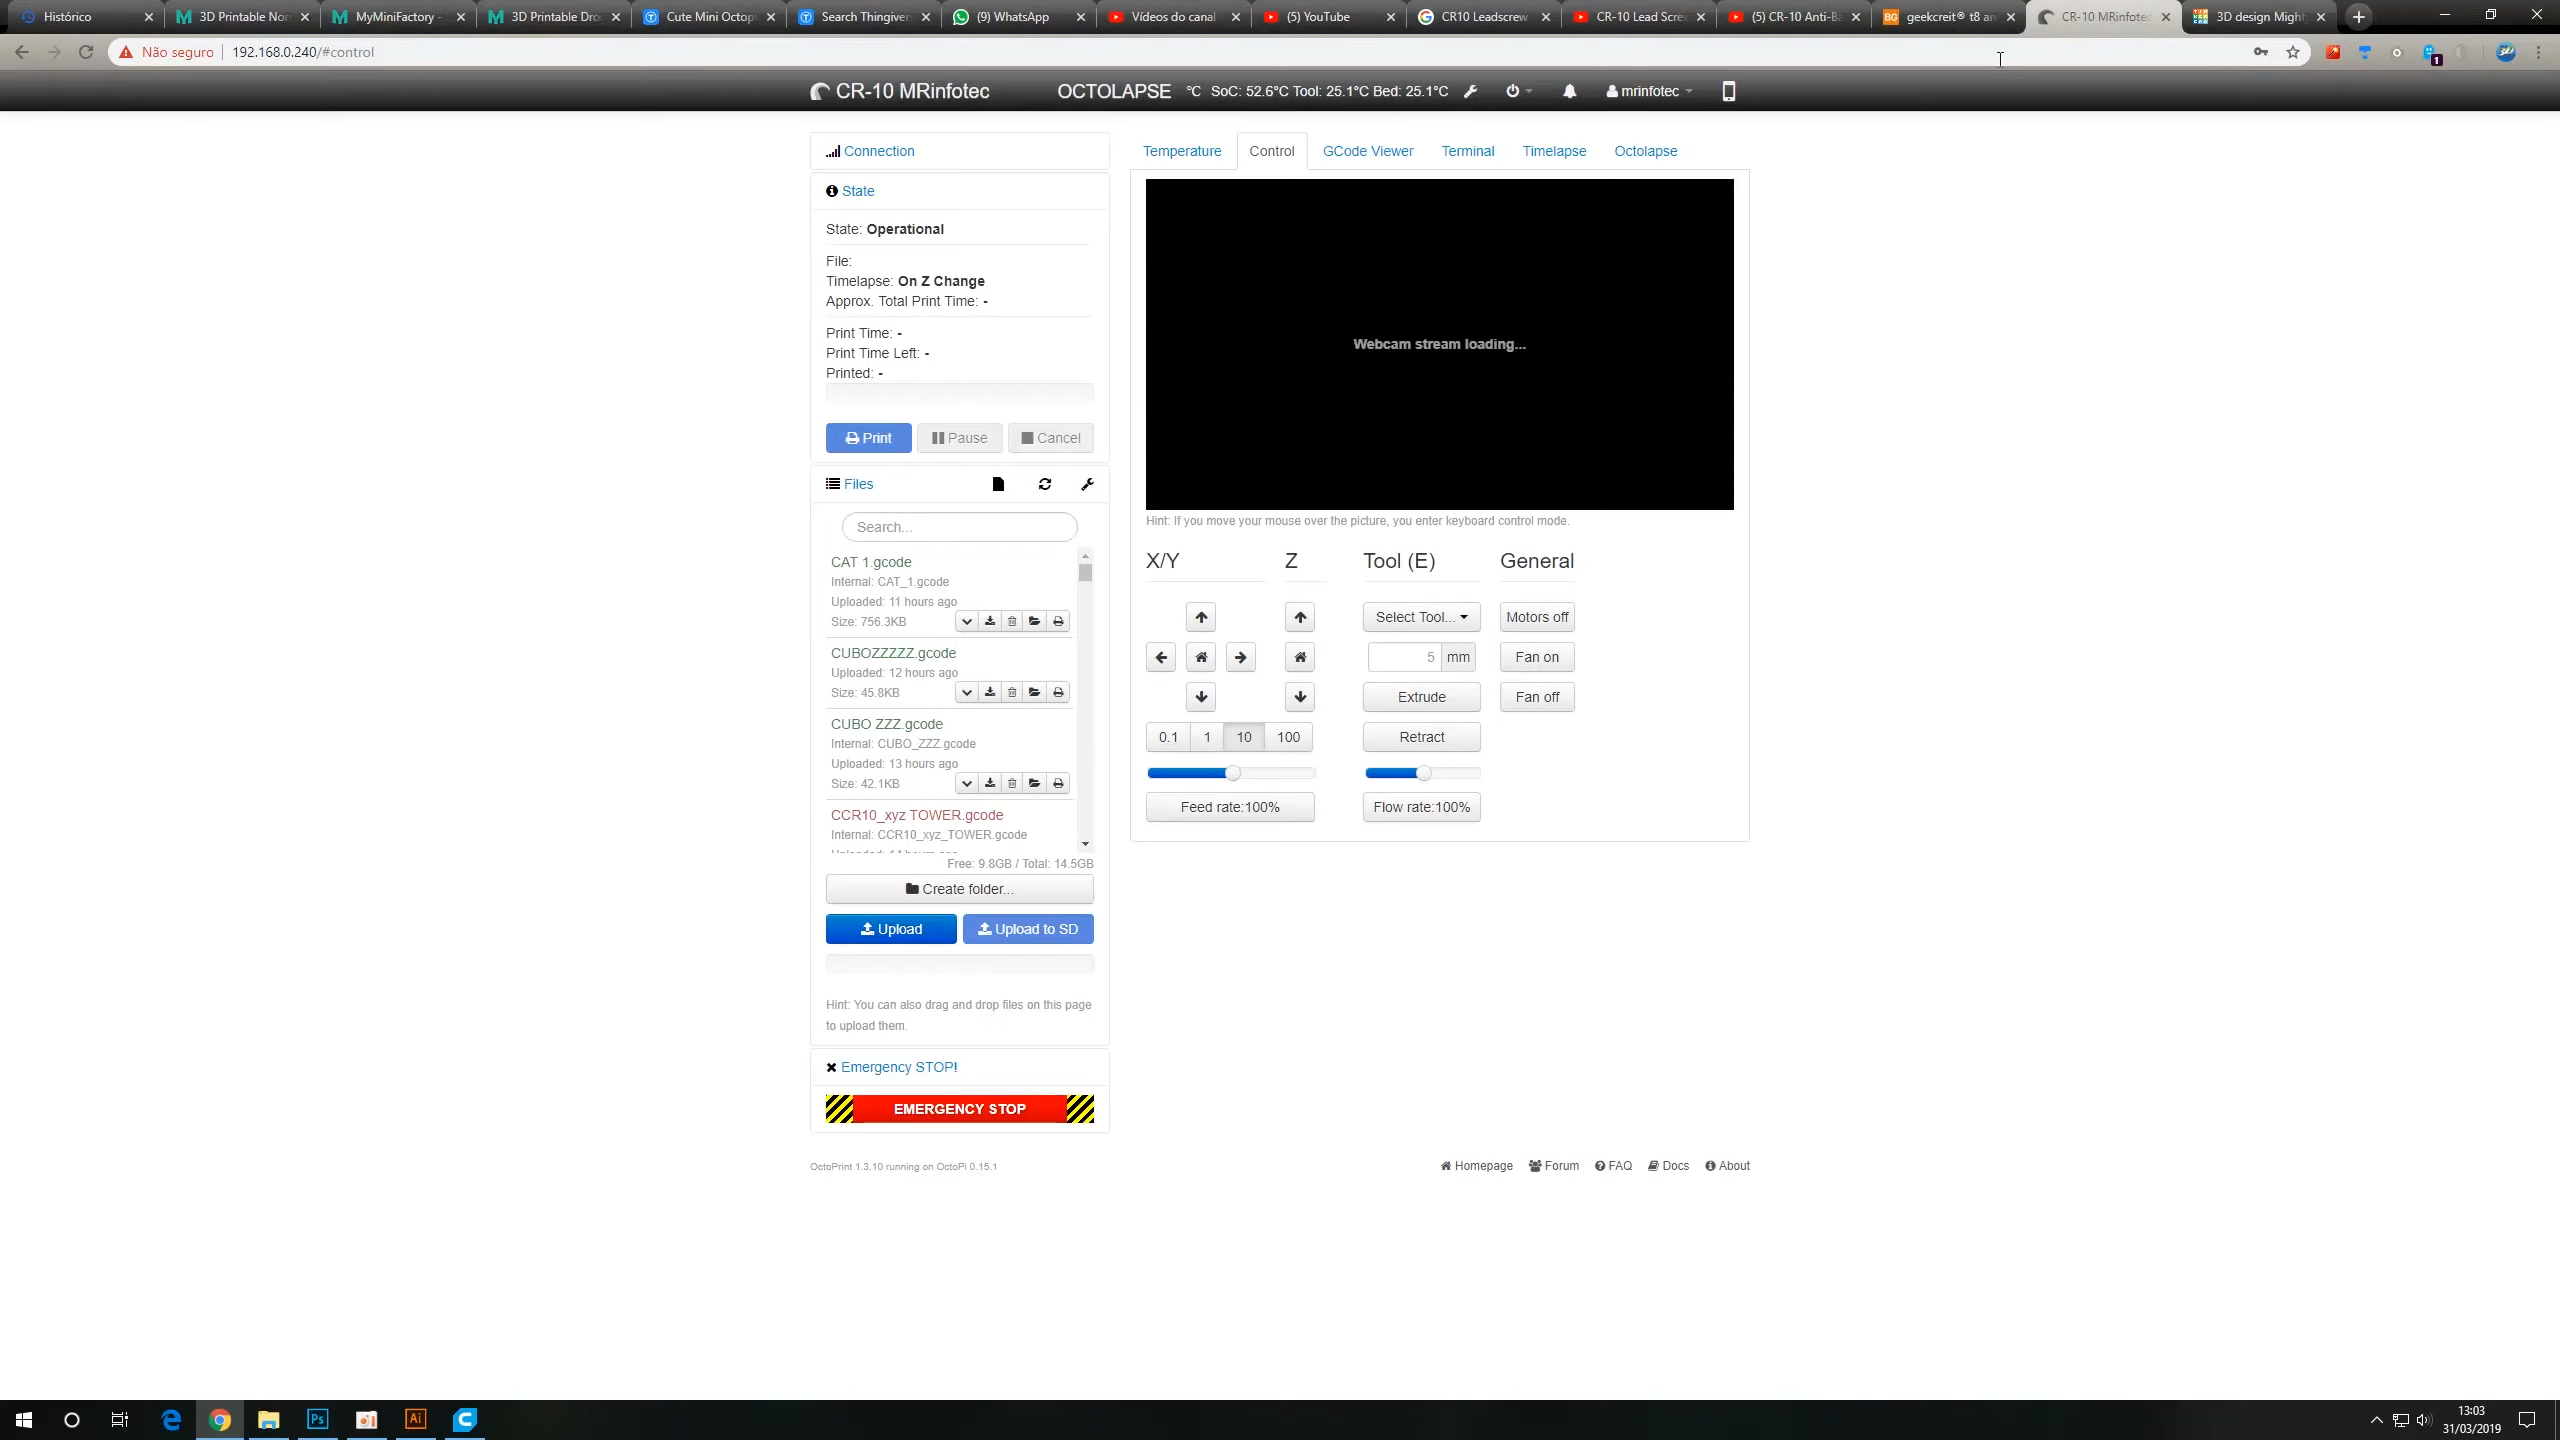 Histórico
3D Printable Nor
MyMiniFactory -
3D Printable Dro
Cute Mini Octop
Search Thingiver
(9) WhatsApp
Vídeos do canal
(5) YouTube
CR10 Leadscrew
CR-10 Lead Scre
(5) CR-10 Anti-Ba
BG geekcreit® t8 an
CR-10 MRinfotec
3D design Might
Não seguro 192.168.0.240/#control
1
CR-10 MRinfotec OCTOLAPSE °C SoC: 52.6°C Tool: 25.1°C Bed: 25.1°C mrinfotec
Connection
State
State: Operational
File:
Timelapse: On Z Change
Approx. Total Print Time: -
Print Time: -
Print Time Left: -
Printed: -
Print Pause Cancel
Files
Search...
CAT 1.gcode
Internal: CAT_1.gcode
Uploaded: 11 hours ago
Size: 756.3KB
CUBOZZZZZ.gcode
Uploaded: 12 hours ago
Size: 45.8KB
CUBO ZZZ.gcode
Internal: CUBO_ZZZ.gcode
Uploaded: 13 hours ago
Size: 42.1KB
CCR10_xyz TOWER.gcode
Internal: CCR10_xyz_TOWER.gcode
Free: 9.8GB / Total: 14.5GB
Create folder...
Upload Upload to SD
Hint: You can also drag and drop files on this page
to upload them.
Emergency STOP!
EMERGENCY STOP
Temperature Control GCode Viewer Terminal Timelapse Octolapse
Webcam stream loading...
Hint: If you move your mouse over the picture, you enter keyboard control mode.
X/Y Z Tool (E) General
Select Tool... Motors off
5 mm Fan on
Extrude Fan off
0.1 1 10 100 Retract
Feed rate:100% Flow rate:100%
OctoPrint 1.3.10 running on OctoPi 0.15.1
Homepage Forum FAQ Docs About
Ps
Ai
13:03
31/03/2019